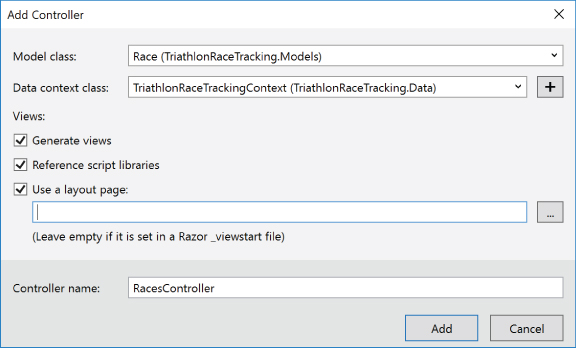 Add Controller
Model class: Race (TriathlonRaceTracking.Models)
Data context class: TriathlonRaceTrackingContext (TriathlonRaceTracking.Data) +
Views:
Generate views
Reference script libraries
Use a layout page:
...
(Leave empty if it is set in a Razor _viewstart file)
Controller name: RacesController
Add Cancel